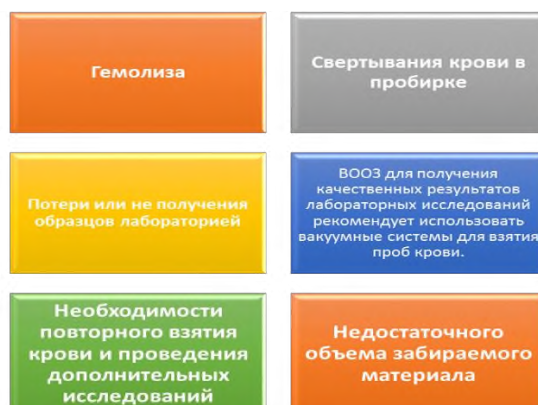 Гемолиза
Свертывания крови в
пробирке
Потери или не получения
образцов лабораторией
ВООЗ для получения
качественных результатов
лабораторных исследований
рекомендует использовать
вакуумные системы для взятия
проб крови.
Необходимости
повторного взятия
крови и проведения
дополнительных
исследований
Недостаточного
объема забираемого
материала